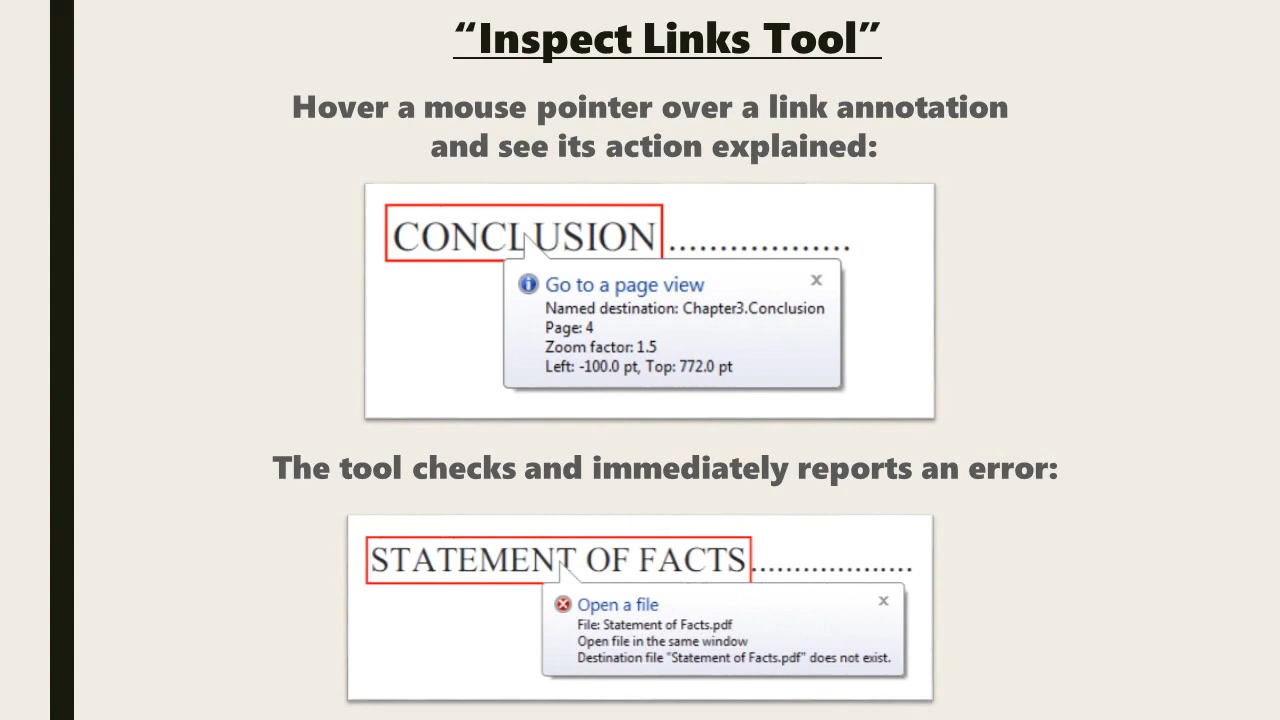 “Inspect Links Tool”
Hover a mouse pointer over a link annotation
and see its action explained:
CONCLUSION ..................
Go to a page view x
Named destination: Chapter3.Conclusion
Page: 4
Zoom factor: 1.5
Left: -100.0 pt, Top: 772.0 pt
The tool checks and immediately reports an error:
STATEMENT OF FACTS..................
Open a file x
File: Statement of Facts.pdf
Open file in the same window
Destination file "Statement of Facts.pdf" does not exist.